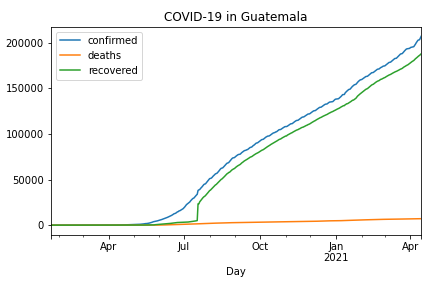 COVID-19 in Guatemala
confirmed
deaths
recovered
200000
150000
100000
50000
0
Apr
Jul
Oct
Jan
2021
Apr
Day